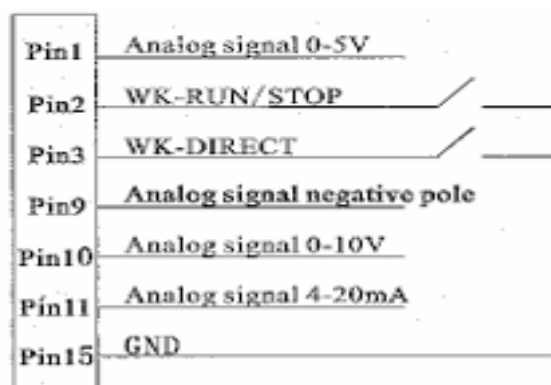 Pin1 Analog signal 0-5V
Pin2 WK-RUN/STOP
Pin3 WK-DIRECT
Pin9 Analog signal negative pole
Pin10 Analog signal 0-10V
Pin11 Analog signal 4-20mA
Pin15 GND